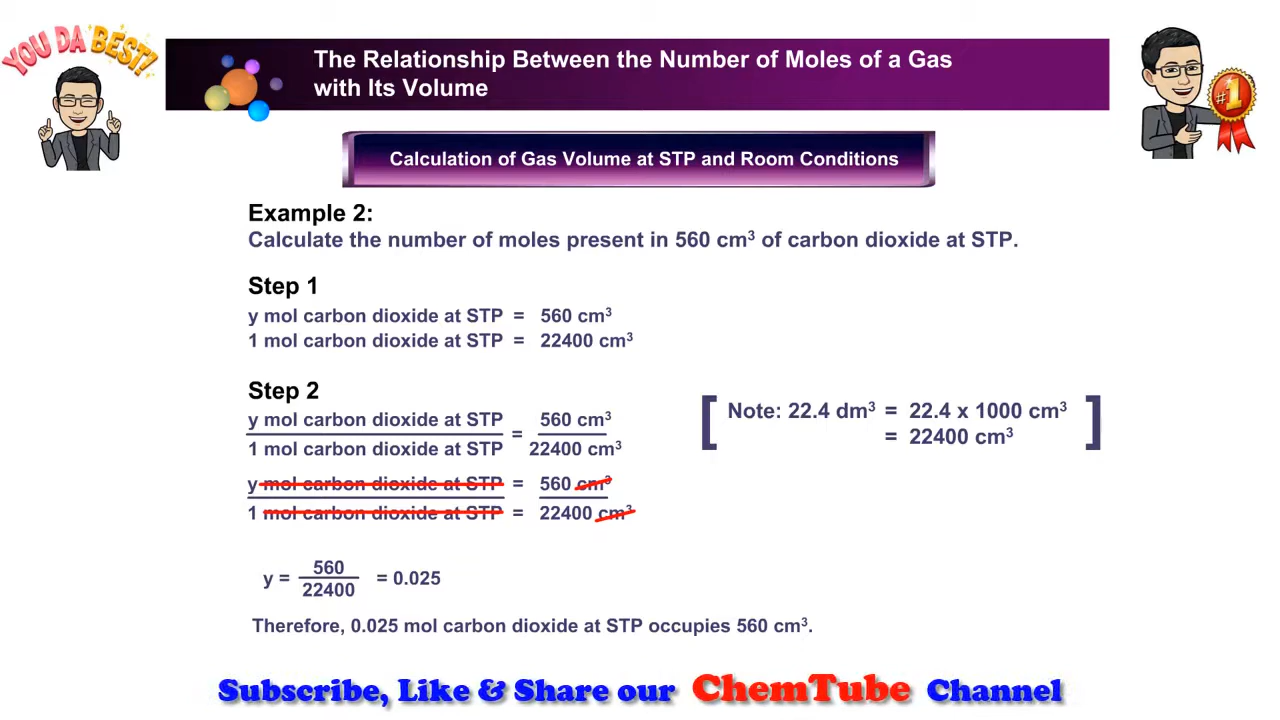 YOU DA BEST!
The Relationship Between the Number of Moles of a Gas
with Its Volume
#1
Calculation of Gas Volume at STP and Room Conditions
Example 2:
Calculate the number of moles present in 560 cm³ of carbon dioxide at STP.
Step 1
y mol carbon dioxide at STP = 560 cm³
1 mol carbon dioxide at STP = 22400 cm³
Step 2
y mol carbon dioxide at STP = 560 cm³
1 mol carbon dioxide at STP 22400 cm³
[ Note: 22.4 dm³ = 22.4 x 1000 cm³
= 22400 cm³ ]
y mol carbon dioxide at STP = 560 cm³
1 mol carbon dioxide at STP = 22400 cm³
y = 560 = 0.025
22400
Therefore, 0.025 mol carbon dioxide at STP occupies 560 cm³.
Subscribe, Like & Share our ChemTube Channel